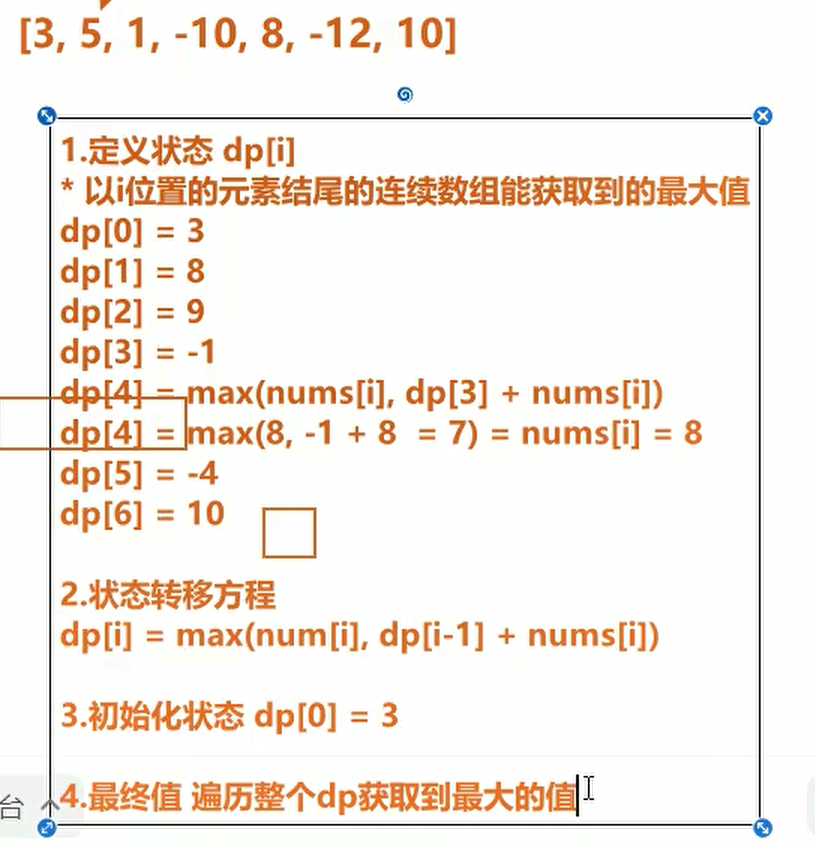 [3, 5, 1, -10, 8, -12, 10]
1.定义状态 dp[i]
* 以i位置的元素结尾的连续数组能获取到的最大值
dp[0] = 3
dp[1] = 8
dp[2] = 9
dp[3] = -1
dp[4] = max(nums[i], dp[3] + nums[i])
dp[4] = max(8, -1 + 8  = 7) = nums[i] = 8
dp[5] = -4
dp[6] = 10
2.状态转移方程
dp[i] = max(num[i], dp[i-1] + nums[i])
3.初始化状态 dp[0] = 3
4.最终值 遍历整个dp获取到最大的值
台